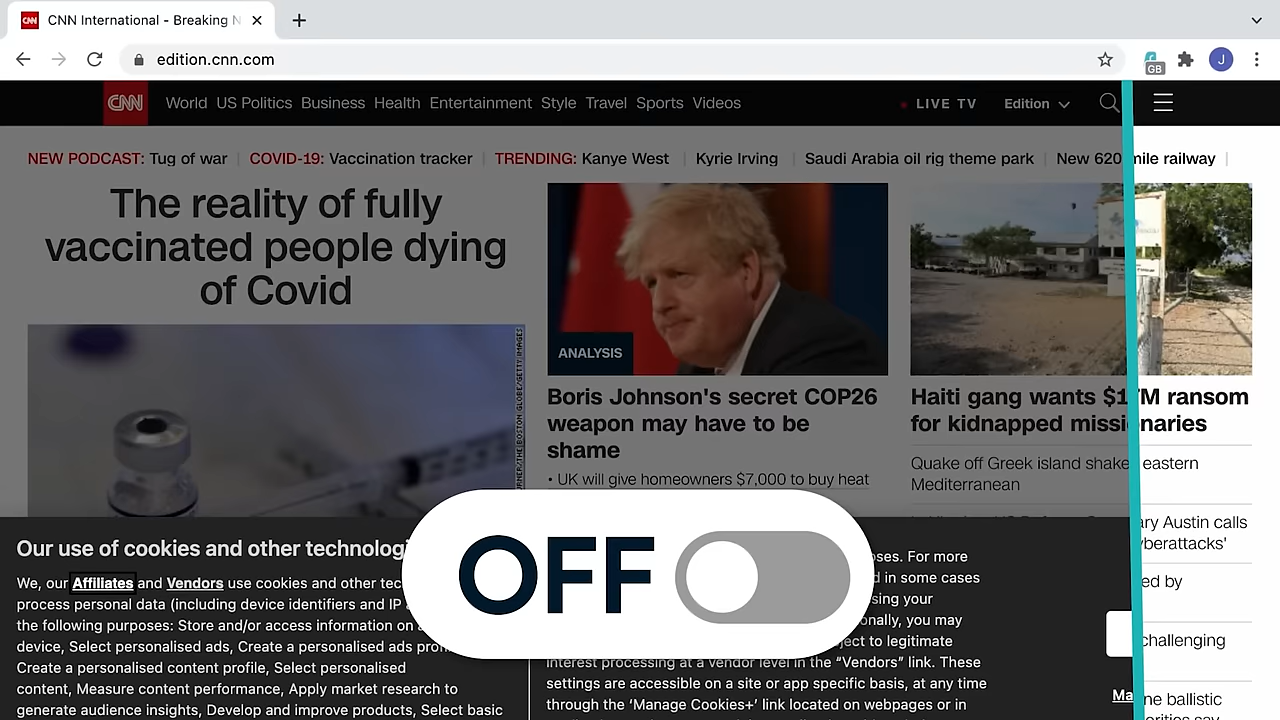 CNN International - Breaking N
edition.cnn.com
GB
J
CNN
World US Politics Business Health Entertainment Style Travel Sports Videos
LIVE TV
Edition
NEW PODCAST: Tug of war
COVID-19: Vaccination tracker
TRENDING: Kanye West
Kyrie Irving
Saudi Arabia oil rig theme park
New 620 mile railway
The reality of fully
vaccinated people dying
of Covid
ANALYSIS
Boris Johnson's secret COP26
weapon may have to be
shame
• UK will give homeowners $7,000 to buy heat
Haiti gang wants $17M ransom
for kidnapped missionaries
Quake off Greek island shakes eastern
Mediterranean
ary Austin calls
yberattacks'
ed by
challenging
ne ballistic
Our use of cookies and other technologi
We, our Affiliates and Vendors use cookies and other tec
process personal data (including device identifiers and IP
the following purposes: Store and/or access information on
device, Select personalised ads, Create a personalised ads
Create a personalised content profile, Select personalised
content, Measure content performance, Apply market research to
generate audience insights, Develop and improve products, Select basic
OFF
oses. For more
d in some cases
sing your
onally, you may
ject to legitimate
interest processing at a vendor level in the “Vendors” link. These
settings are accessible on a site or app specific basis, at any time
through the ‘Manage Cookies+’ link located on webpages or in
Ma